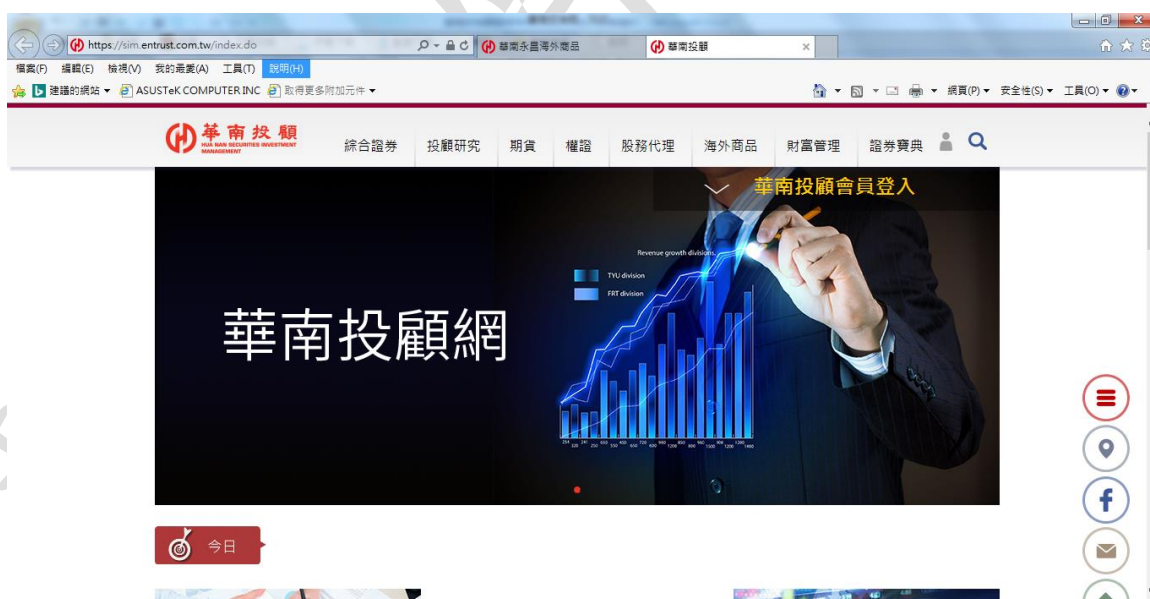 https://sim.entrust.com.tw/index.do
華南永昌海外商品
華南投顧
檔案(F) 編輯(E) 檢視(V) 我的最愛(A) 工具(T) 說明(H)
建議的網站 ASUSTeK COMPUTER INC 取得更多附加元件
網頁(P) 安全性(S) 工具(O)
華南投顧
HUA NAN SECURITIES INVESTMENT
MANAGEMENT
綜合證券 投顧研究 期貨 權證 股務代理 海外商品 財富管理 證券寶典
華南投顧會員登入
Revenue growth divisions
TYU division
FRT division
華南投顧網
今日